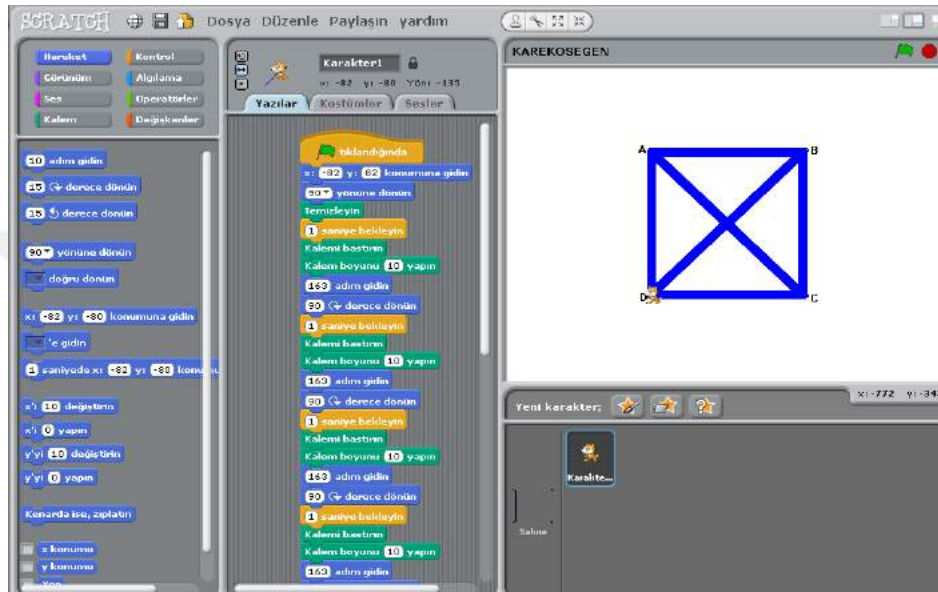 SCRATCH Dosya Düzenle Paylaşın yardım
Hareket Kontrol
Görünüm Algılama
Ses Operatörler
Kalem Değişkenler
10 adım gidin
15 derece dönün
15 derece dönün
90 yönüne dönün
doğru dönün
x: -82 y: -80 konumuna gidin
'e gidin
1 saniyede x: -82 y: -80 konumu
x'i 10 değiştirin
x'i 0 yapın
y'yi 10 değiştirin
y'yi 0 yapın
Kenarda ise, zıplatın
x konumu
y konumu
Yön
Karakter1
x: -82 y: -80 Yön: -135
Yazılar Kostümler Sesler
tıklandığında
x: -82 y: 82 konumuna gidin
90 yönüne dönün
Temizleyin
1 saniye bekleyin
Kalemi bastırın
Kalem boyunu 10 yapın
163 adım gidin
90 derece dönün
1 saniye bekleyin
Kalemi bastırın
Kalem boyunu 10 yapın
163 adım gidin
90 derece dönün
1 saniye bekleyin
Kalemi bastırın
Kalem boyunu 10 yapın
163 adım gidin
90 derece dönün
1 saniye bekleyin
Kalemi bastırın
Kalem boyunu 10 yapın
163 adım gidin
KAREKOSEGEN
A B
D C
x: -772
Yeni karakter:
Karakte...
Sahne